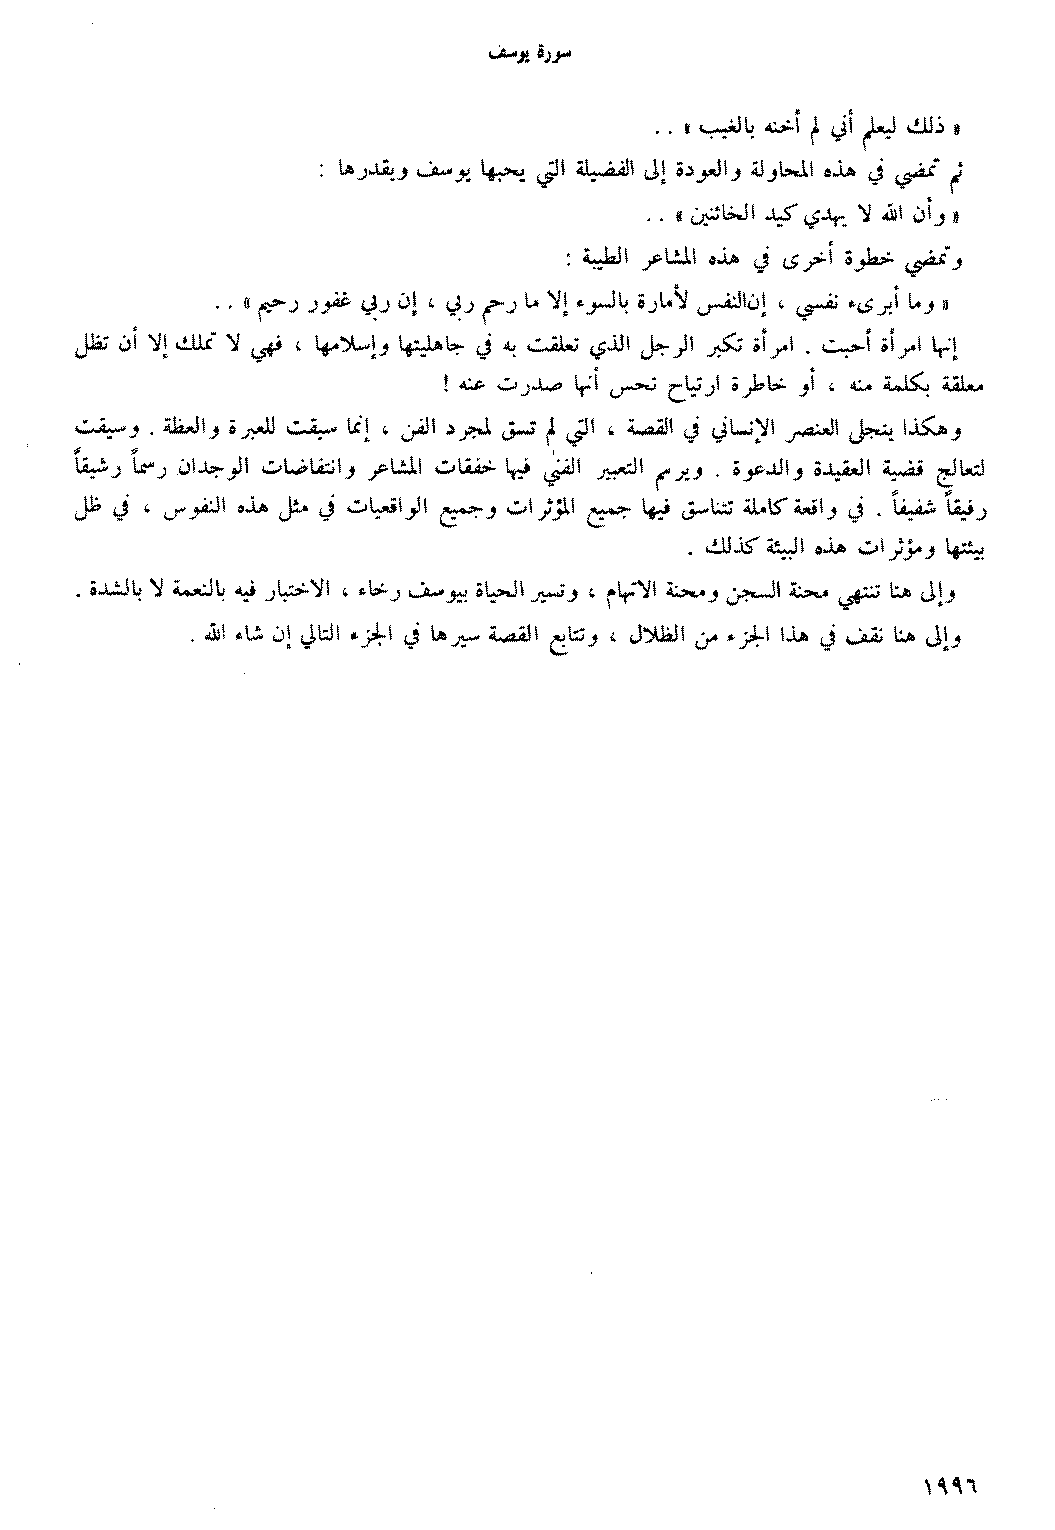 سورة يوسف
« ذلك ليعلم أني لم أخنه بالغيب » . .
ثم تمضي في هذه المحاولة والعودة إلى الفضيلة التي يحبها يوسف ويقدرها :
« وأن الله لا يهدي كيد الخائنين » . .
وتمضي خطوة أخرى في هذه المشاعر الطيبة :
« وما أبرىء نفسي ، إن النفس لأمارة بالسوء إلا ما رحم ربي ، إن ربي غفور رحيم » . .
إنها امرأة أحبت . امرأة تكبر الرجل الذي تعلقت به في جاهليتها وإسلامها ، فهي لا تملك إلا أن تظل
معلقة بكلمة منه ، أو خاطرة ارتياح تحس أنها صدرت عنه !
وهكذا يتجلى العنصر الإنساني في القصة ، التي لم تسق لمجرد الفن ، إنما سيقت للعبرة والعظة . وسيقت
لتعالج قضية العقيدة والدعوة . ويرسم التعبير الفني فيها خفقات المشاعر وانتفاضات الوجدان رسماً رشيقاً
رفيقاً شفيفاً . في واقعة كاملة تتناسق فيها جميع المؤثرات وجميع الواقعيات في مثل هذه النفوس ، في ظل
بيئتها ومؤثرات هذه البيئة كذلك .
وإلى هنا تنتهي محنة السجن ومحنة الاتهام ، وتسير الحياة بيوسف رخاء ، الاختبار فيه بالنعمة لا بالشدة .
وإلى هنا نقف في هذا الجزء من الظلال ، وتتابع القصة سيرها في الجزء التالي إن شاء الله .
١٩٩٦